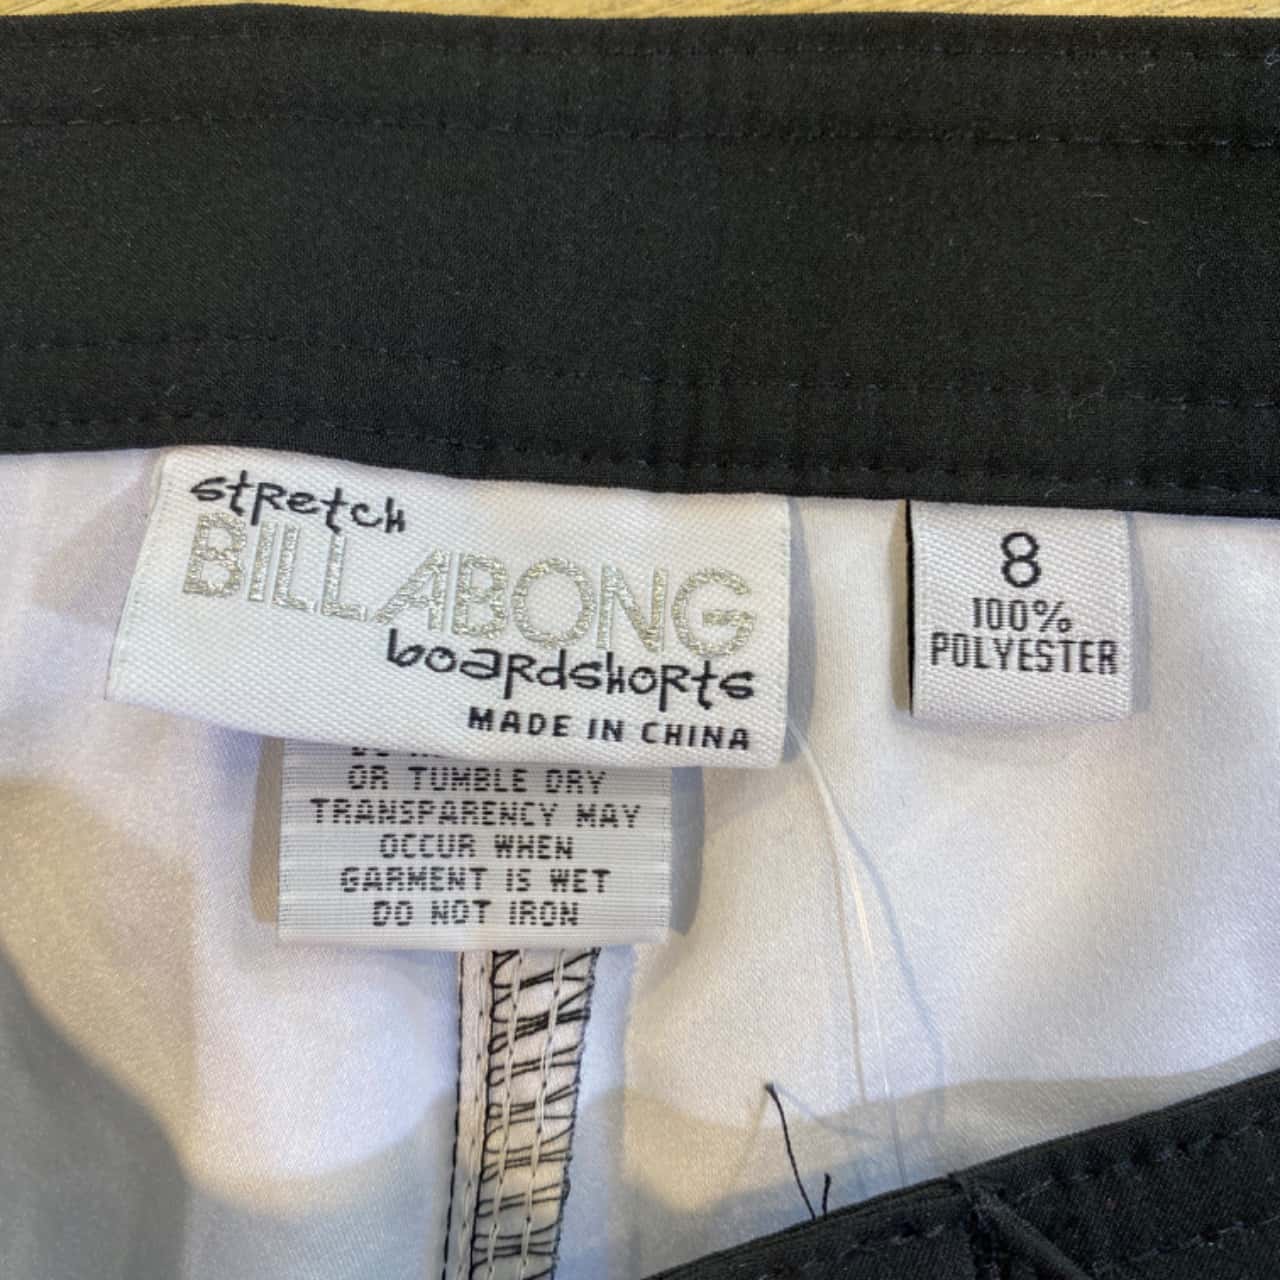 stretch
BILLABONG
boardshorts
MADE IN CHINA
8
100%
POLYESTER
OR TUMBLE DRY
TRANSPARENCY MAY
OCCUR WHEN
GARMENT IS WET
DO NOT IRON